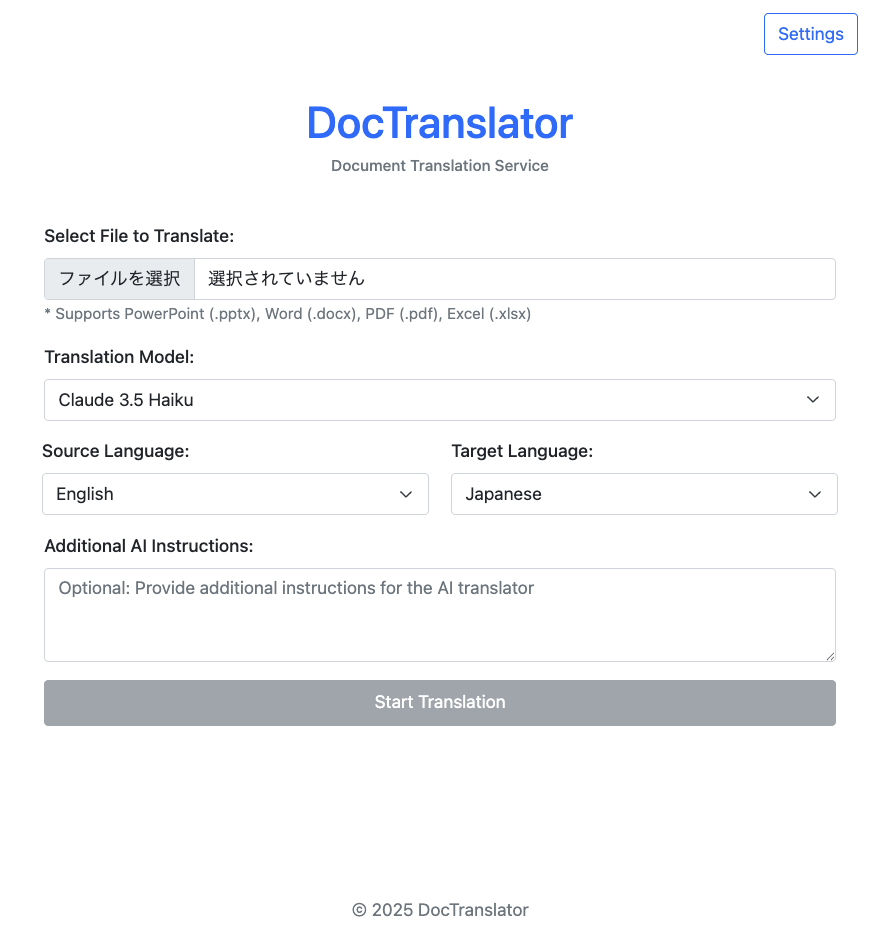 Settings
DocTranslator
Document Translation Service
Select File to Translate:
ファイルを選択 選択されていません
* Supports PowerPoint (.pptx), Word (.docx), PDF (.pdf), Excel (.xlsx)
Translation Model:
Claude 3.5 Haiku
Source Language: Target Language:
English Japanese
Additional AI Instructions:
Optional: Provide additional instructions for the AI translator
Start Translation
© 2025 DocTranslator